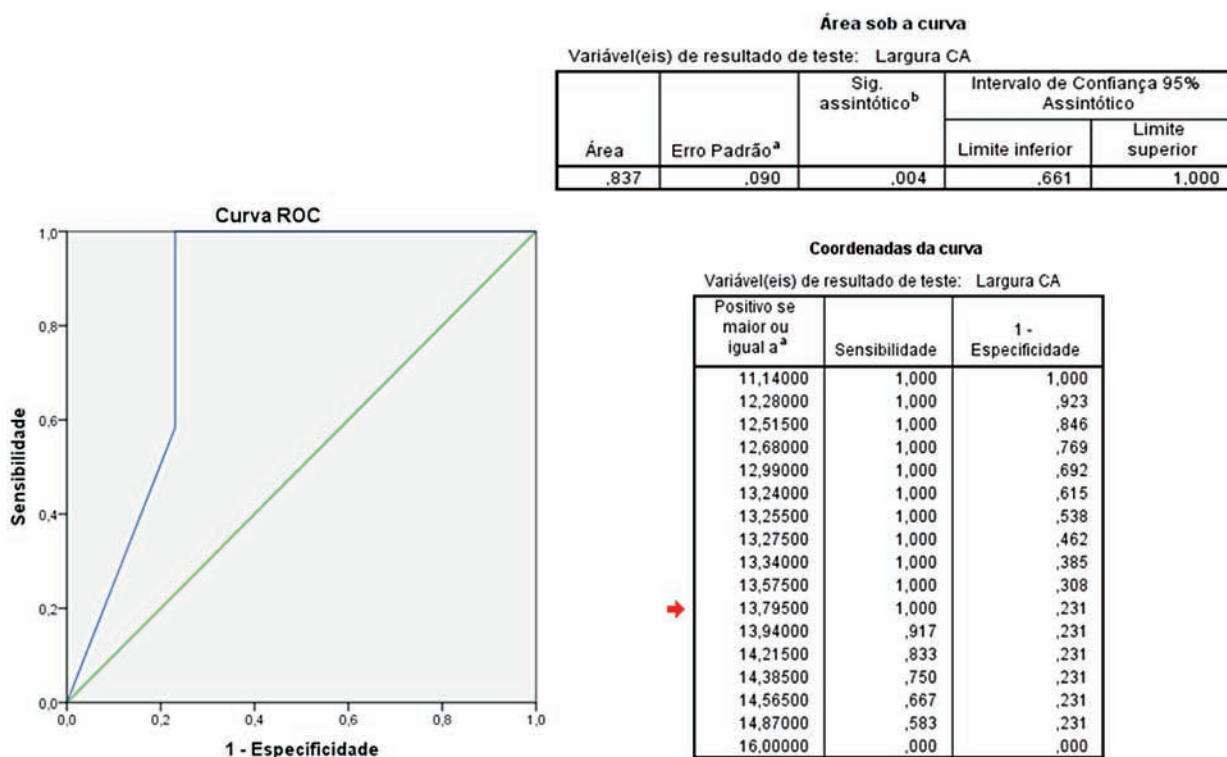 Área sob a curva
Variável(eis) de resultado de teste: Largura CA
Área Erro Padrãoª Sig. assintóticoᵇ Intervalo de Confiança 95% Assintótico
Limite inferior Limite superior
,837 ,090 ,004 ,661 1,000
Curva ROC
1,0
0,8
0,6
0,4
0,2
0,0
Sensibilidade
0,0 0,2 0,4 0,6 0,8 1,0
1 - Especificidade
Coordenadas da curva
Variável(eis) de resultado de teste: Largura CA
Positivo se maior ou igual aª Sensibilidade 1 - Especificidade
11,14000 1,000 1,000
12,28000 1,000 ,923
12,51500 1,000 ,846
12,68000 1,000 ,769
12,99000 1,000 ,692
13,24000 1,000 ,615
13,25500 1,000 ,538
13,27500 1,000 ,462
13,34000 1,000 ,385
13,57500 1,000 ,308
13,79500 1,000 ,231
13,94000 ,917 ,231
14,21500 ,833 ,231
14,38500 ,750 ,231
14,56500 ,667 ,231
14,87000 ,583 ,231
16,00000 ,000 ,000